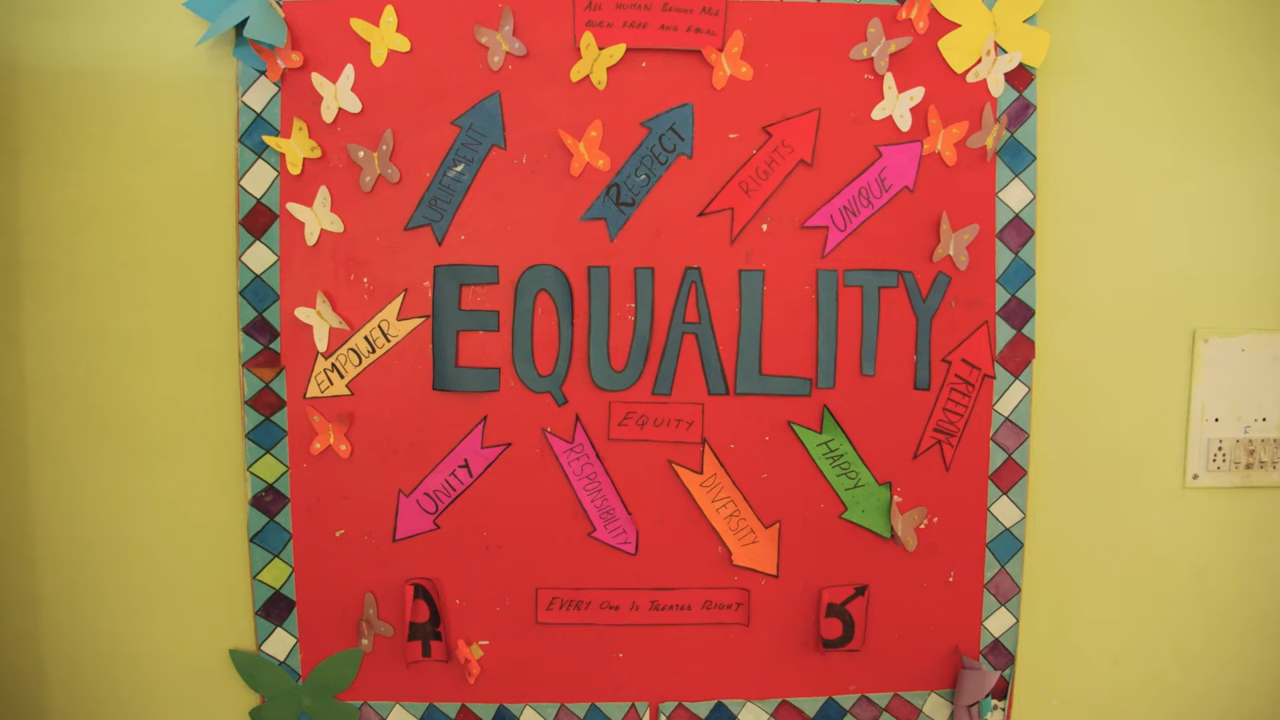 ALL HUMAN BEINGS ARE
BORN FREE AND EQUAL
UPLIFTMENT
RESPECT
RIGHTS
UNIQUE
EQUALITY
EMPOWER
FREEDOM
EQUITY
UNITY
RESPONSIBILITY
DIVERSITY
HAPPY
EVERY ONE IS TREATED RIGHT